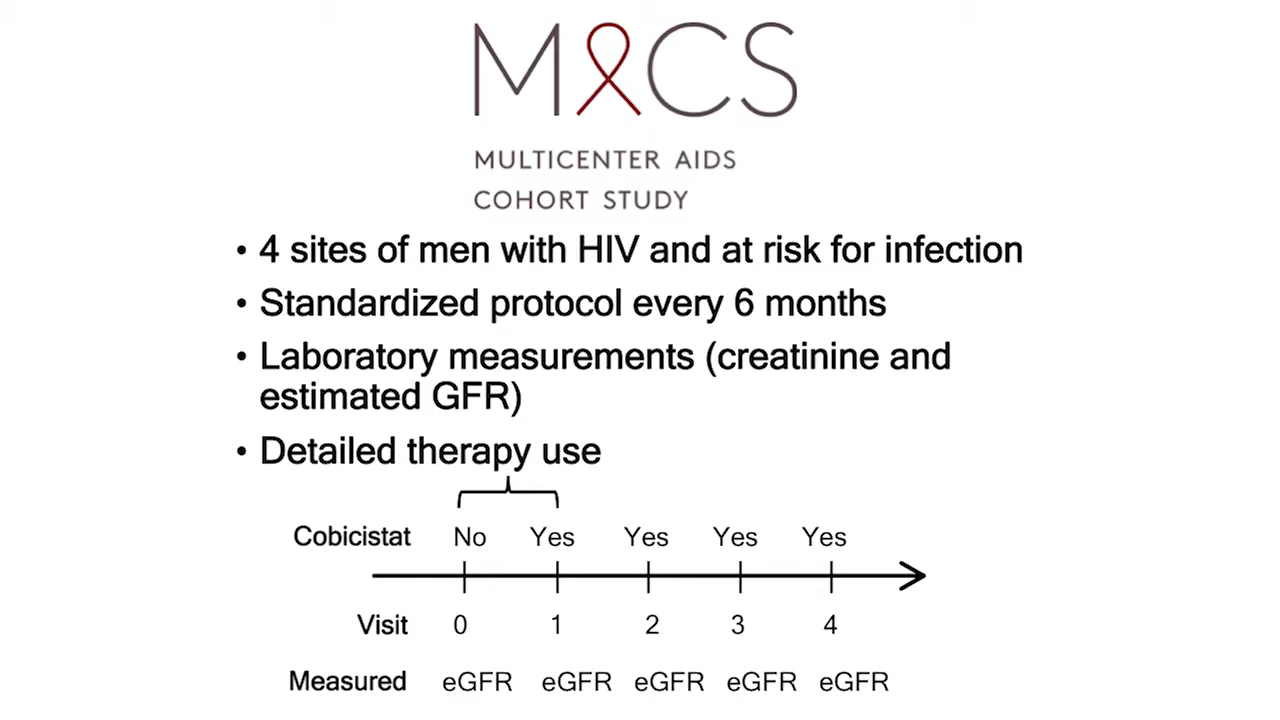 MACS
MULTICENTER AIDS
COHORT STUDY
• 4 sites of men with HIV and at risk for infection
• Standardized protocol every 6 months
• Laboratory measurements (creatinine and
estimated GFR)
• Detailed therapy use
Cobicistat No Yes Yes Yes Yes
Visit 0 1 2 3 4
Measured eGFR eGFR eGFR eGFR eGFR